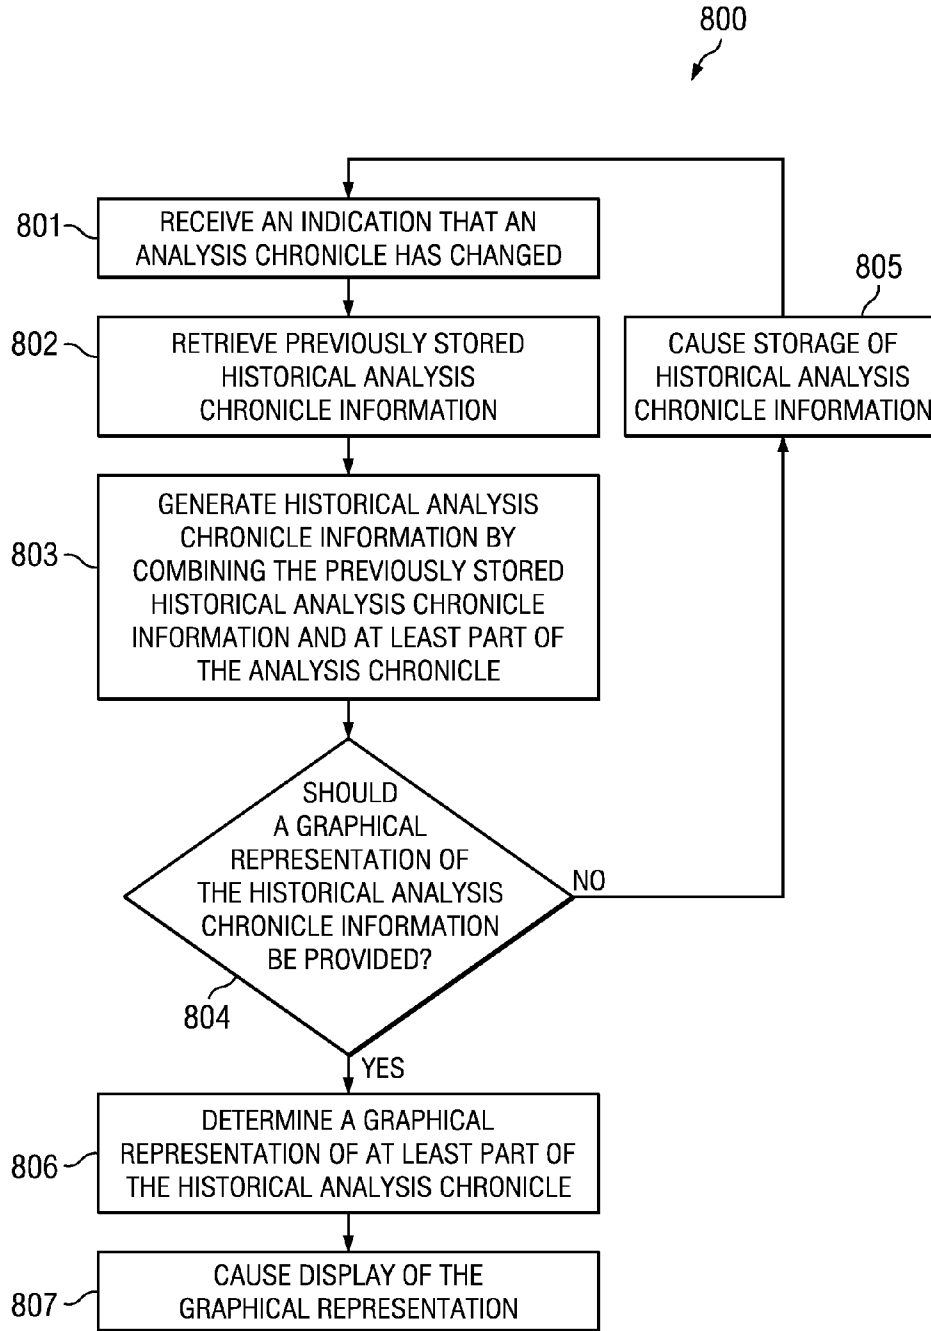 800
801
RECEIVE AN INDICATION THAT AN
ANALYSIS CHRONICLE HAS CHANGED
802
RETRIEVE PREVIOUSLY STORED
HISTORICAL ANALYSIS
CHRONICLE INFORMATION
805
CAUSE STORAGE OF
HISTORICAL ANALYSIS
CHRONICLE INFORMATION
803
GENERATE HISTORICAL ANALYSIS
CHRONICLE INFORMATION BY
COMBINING THE PREVIOUSLY STORED
HISTORICAL ANALYSIS CHRONICLE
INFORMATION AND AT LEAST PART OF
THE ANALYSIS CHRONICLE
SHOULD
A GRAPHICAL
REPRESENTATION OF
THE HISTORICAL ANALYSIS
CHRONICLE INFORMATION
BE PROVIDED?
NO
804
YES
806
DETERMINE A GRAPHICAL
REPRESENTATION OF AT LEAST PART OF
THE HISTORICAL ANALYSIS CHRONICLE
807
CAUSE DISPLAY OF THE
GRAPHICAL REPRESENTATION